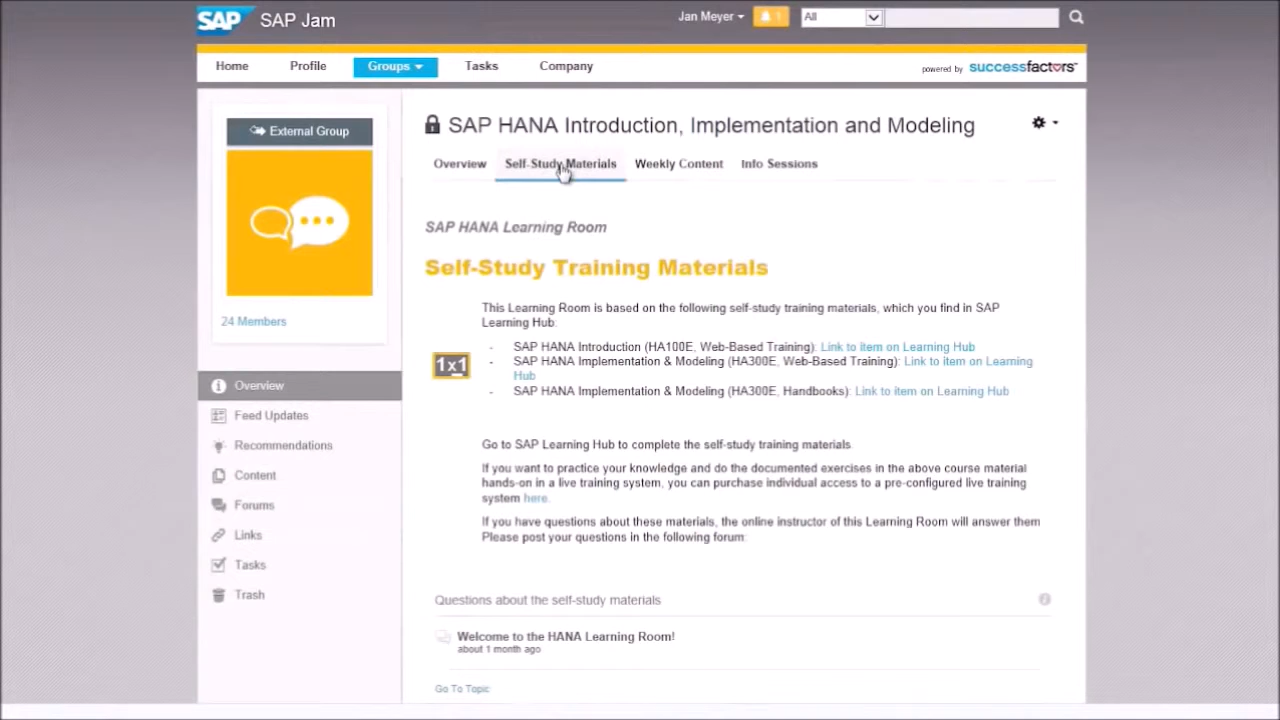 SAP SAP Jam
Jan Meyer
1
All
Home Profile Groups Tasks Company
powered by successfactors
External Group
24 Members
Overview
Feed Updates
Recommendations
Content
Forums
Links
Tasks
Trash
SAP HANA Introduction, Implementation and Modeling
Overview Self-Study Materials Weekly Content Info Sessions
SAP HANA Learning Room
Self-Study Training Materials
This Learning Room is based on the following self-study training materials, which you find in SAP
Learning Hub:
1x1
- SAP HANA Introduction (HA100E, Web-Based Training): Link to item on Learning Hub
- SAP HANA Implementation & Modeling (HA300E, Web-Based Training): Link to item on Learning
Hub
- SAP HANA Implementation & Modeling (HA300E, Handbooks): Link to item on Learning Hub
Go to SAP Learning Hub to complete the self-study training materials
If you want to practice your knowledge and do the documented exercises in the above course material
hands-on in a live training system, you can purchase individual access to a pre-configured live training
system here.
If you have questions about these materials, the online instructor of this Learning Room will answer them
Please post your questions in the following forum:
Questions about the self-study materials
Welcome to the HANA Learning Room!
about 1 month ago
Go To Topic